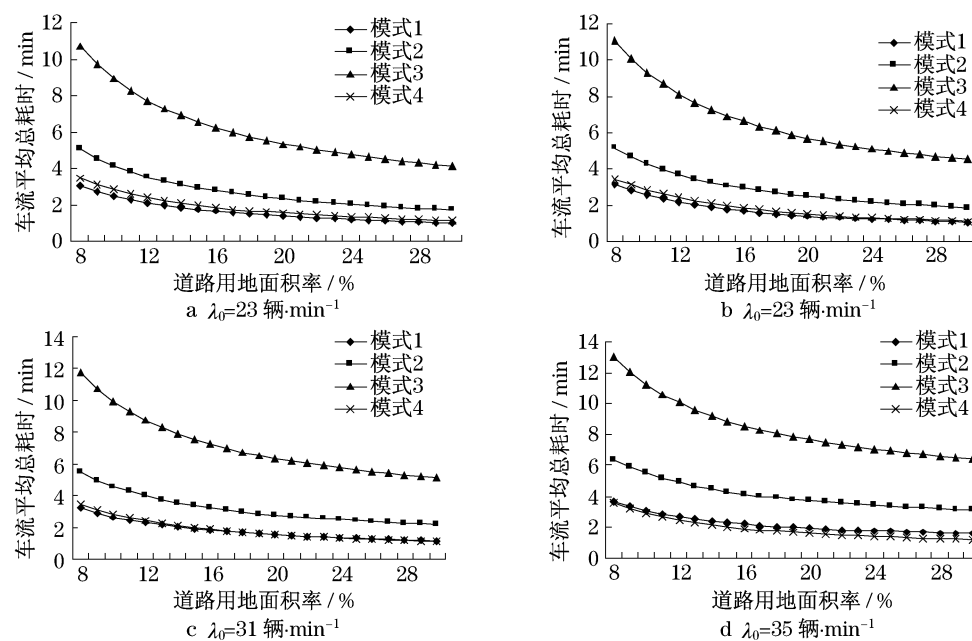 车流平均总耗时 / min
12
10
8
6
4
2
0
模式1
模式2
模式3
模式4
8 12 16 20 24 28
道路用地面积率 / %
a λ₀=23 辆·min⁻¹
车流平均总耗时 / min
12
10
8
6
4
2
0
模式1
模式2
模式3
模式4
8 12 16 20 24 28
道路用地面积率 / %
b λ₀=23 辆·min⁻¹
车流平均总耗时 / min
14
12
10
8
6
4
2
0
模式1
模式2
模式3
模式4
8 12 16 20 24 28
道路用地面积率 / %
c λ₀=31 辆·min⁻¹
车流平均总耗时 / min
14
12
10
8
6
4
2
0
模式1
模式2
模式3
模式4
8 12 16 20 24 28
道路用地面积率 / %
d λ₀=35 辆·min⁻¹